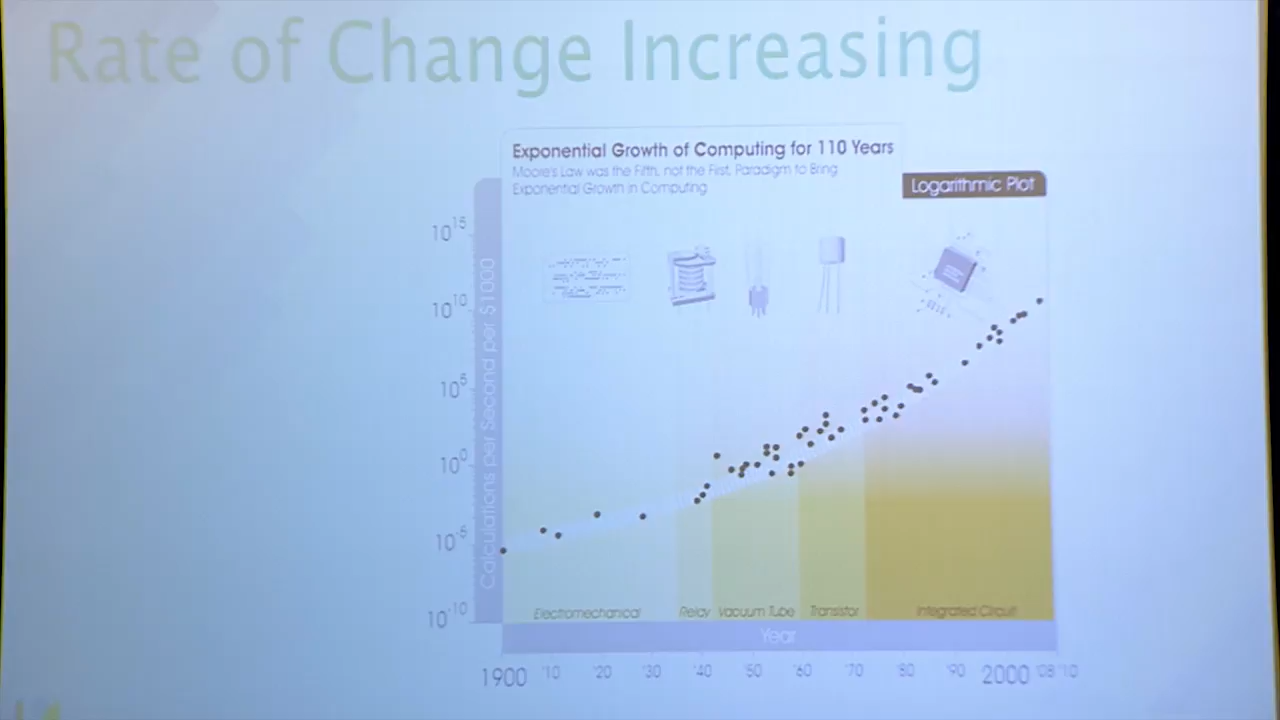 Rate of Change Increasing
Exponential Growth of Computing for 110 Years
Moore's Law was the Fifth, not the First, Paradigm to Bring
Exponential Growth in Computing
Logarithmic Plot
Calculations per Second per $1000
10^15
10^10
10^5
10^0
10^-5
10^-10
Electromechanical Relay Vacuum Tube Transistor Integrated Circuit
Year
1900 '10 '20 '30 '40 '50 '60 '70 '80 '90 2000 '08 '10